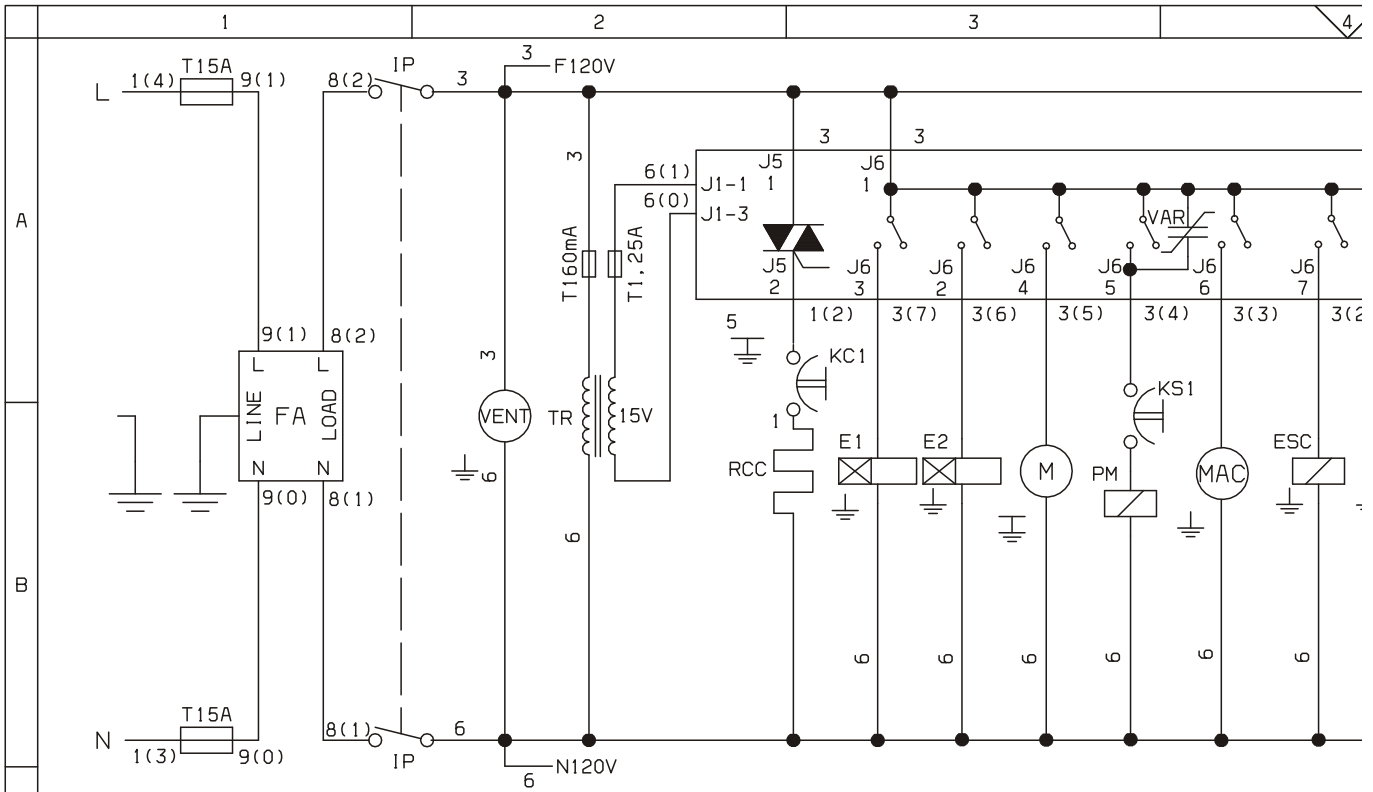 1 2 3 4
A
B
T15A
L 1(4) 9(1) 8(2) IP 3
3 F120V
3 3
3
6(1)
6(0)
J1-1
J1-3
J5
1
J6
1
VAR
T160mA
T1,25A
J5
2
J6
3
J6
2
J6
4
J6
5
J6
6
J6
7
1(2) 3(7) 3(6) 3(5) 3(4) 3(3) 3(2
5
9(1) 8(2)
L L
LINE FA LOAD
N N
9(0) 8(1)
3
VENT
6
TR 15V
6
KC1
1
RCC
E1 E2
M
KS1
PM
MAC
ESC
6 6 6 6 6 6
T15A
N 1(3) 9(0) 8(1) IP 6
6 N120V